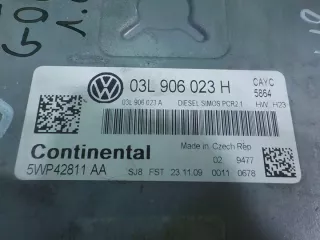 03L 906 023 H
CAYC
5864
03L 906 023 A DIESEL SIMOS PCR2.1 HW: H23
Continental
Made in Czech Rep
02 9477
5WP42811 AA
SJ8 FST 23.11.09 0011 0678